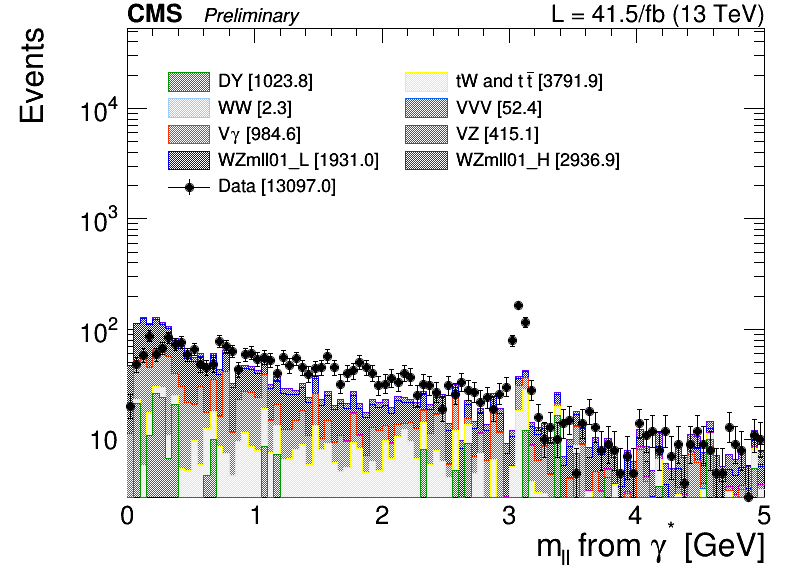 CMS Preliminary L = 41.5/fb (13 TeV)
Events
DY [1023.8] tW and tt̅ [3791.9]
WW [2.3] VVV [52.4]
Vγ [984.6] VZ [415.1]
WZmll01_L [1931.0] WZmll01_H [2936.9]
Data [13097.0]
10⁴
10³
10²
10
0 1 2 3 4 5
m_ll from γ* [GeV]